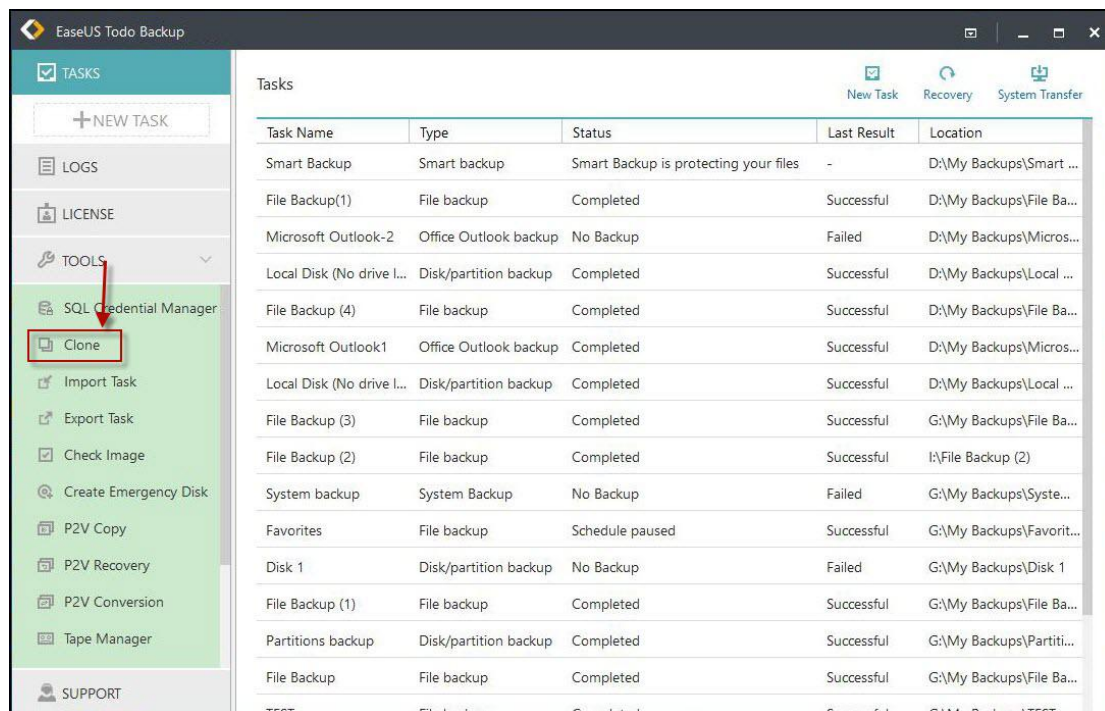 EaseUS Todo Backup
TASKS
NEW TASK
LOGS
LICENSE
TOOLS
SQL Credential Manager
Clone
Import Task
Export Task
Check Image
Create Emergency Disk
P2V Copy
P2V Recovery
P2V Conversion
Tape Manager
SUPPORT
Tasks
New Task Recovery System Transfer
Task Name Type Status Last Result Location
Smart Backup Smart backup Smart Backup is protecting your files - D:\My Backups\Smart ...
File Backup(1) File backup Completed Successful D:\My Backups\File Ba...
Microsoft Outlook-2 Office Outlook backup No Backup Failed D:\My Backups\Micros...
Local Disk (No drive l... Disk/partition backup Completed Successful D:\My Backups\Local ...
File Backup (4) File backup Completed Successful D:\My Backups\File Ba...
Microsoft Outlook1 Office Outlook backup Completed Successful D:\My Backups\Micros...
Local Disk (No drive l... Disk/partition backup Completed Successful D:\My Backups\Local ...
File Backup (3) File backup Completed Successful G:\My Backups\File Ba...
File Backup (2) File backup Completed Successful I:\File Backup (2)
System backup System Backup No Backup Failed G:\My Backups\Syste...
Favorites File backup Schedule paused Successful G:\My Backups\Favorit...
Disk 1 Disk/partition backup No Backup Failed G:\My Backups\Disk 1
File Backup (1) File backup Completed Successful G:\My Backups\File Ba...
Partitions backup Disk/partition backup Completed Successful G:\My Backups\Partiti...
File Backup File backup Completed Successful G:\My Backups\File Ba...